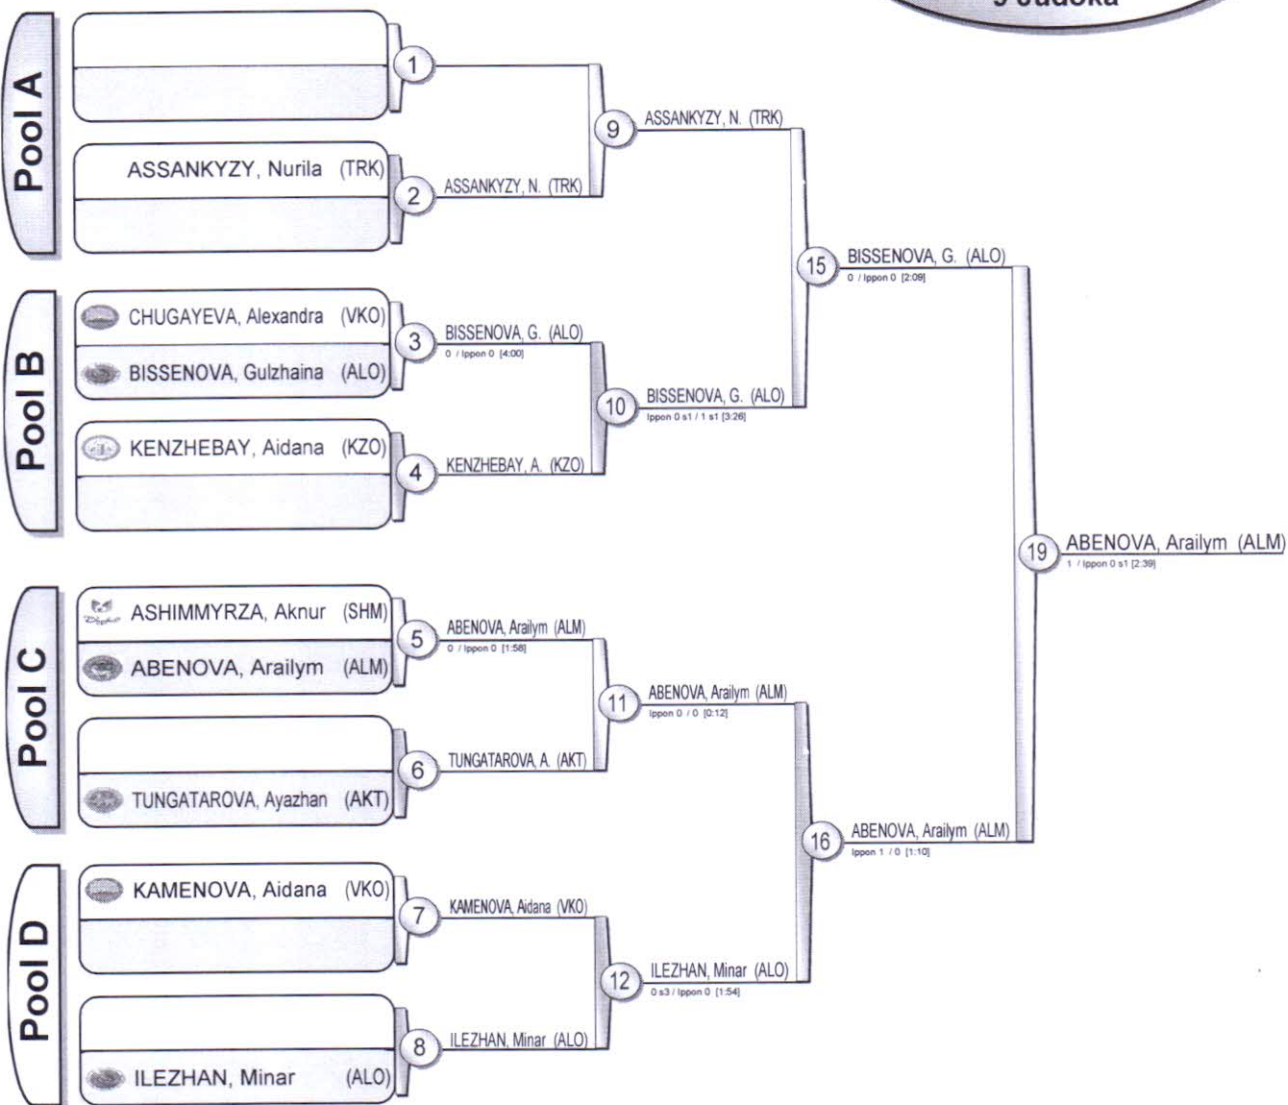 9 Judoka
Pool A
1
ASSANKYZY, Nurila (TRK)
2
ASSANKYZY, N. (TRK)
9
ASSANKYZY, N. (TRK)
Pool B
CHUGAYEVA, Alexandra (VKO)
BISSENOVA, Gulzhaina (ALO)
3
BISSENOVA, G. (ALO)
0 / Ippon 0 [4:00]
KENZHEBAY, Aidana (KZO)
4
KENZHEBAY, A. (KZO)
10
BISSENOVA, G. (ALO)
Ippon 0 s1 / 1 s1 [3:26]
15
BISSENOVA, G. (ALO)
0 / Ippon 0 [2:09]
Pool C
ASHIMMYRZA, Aknur (SHM)
ABENOVA, Arailym (ALM)
5
ABENOVA, Arailym (ALM)
0 / Ippon 0 [1:58]
TUNGATAROVA, Ayazhan (AKT)
6
TUNGATAROVA, A. (AKT)
11
ABENOVA, Arailym (ALM)
Ippon 0 / 0 [0:12]
Pool D
KAMENOVA, Aidana (VKO)
7
KAMENOVA, Aidana (VKO)
ILEZHAN, Minar (ALO)
8
ILEZHAN, Minar (ALO)
12
ILEZHAN, Minar (ALO)
0 s3 / Ippon 0 [1:54]
16
ABENOVA, Arailym (ALM)
Ippon 1 / 0 [1:10]
19
ABENOVA, Arailym (ALM)
1 / Ippon 0 s1 [2:39]